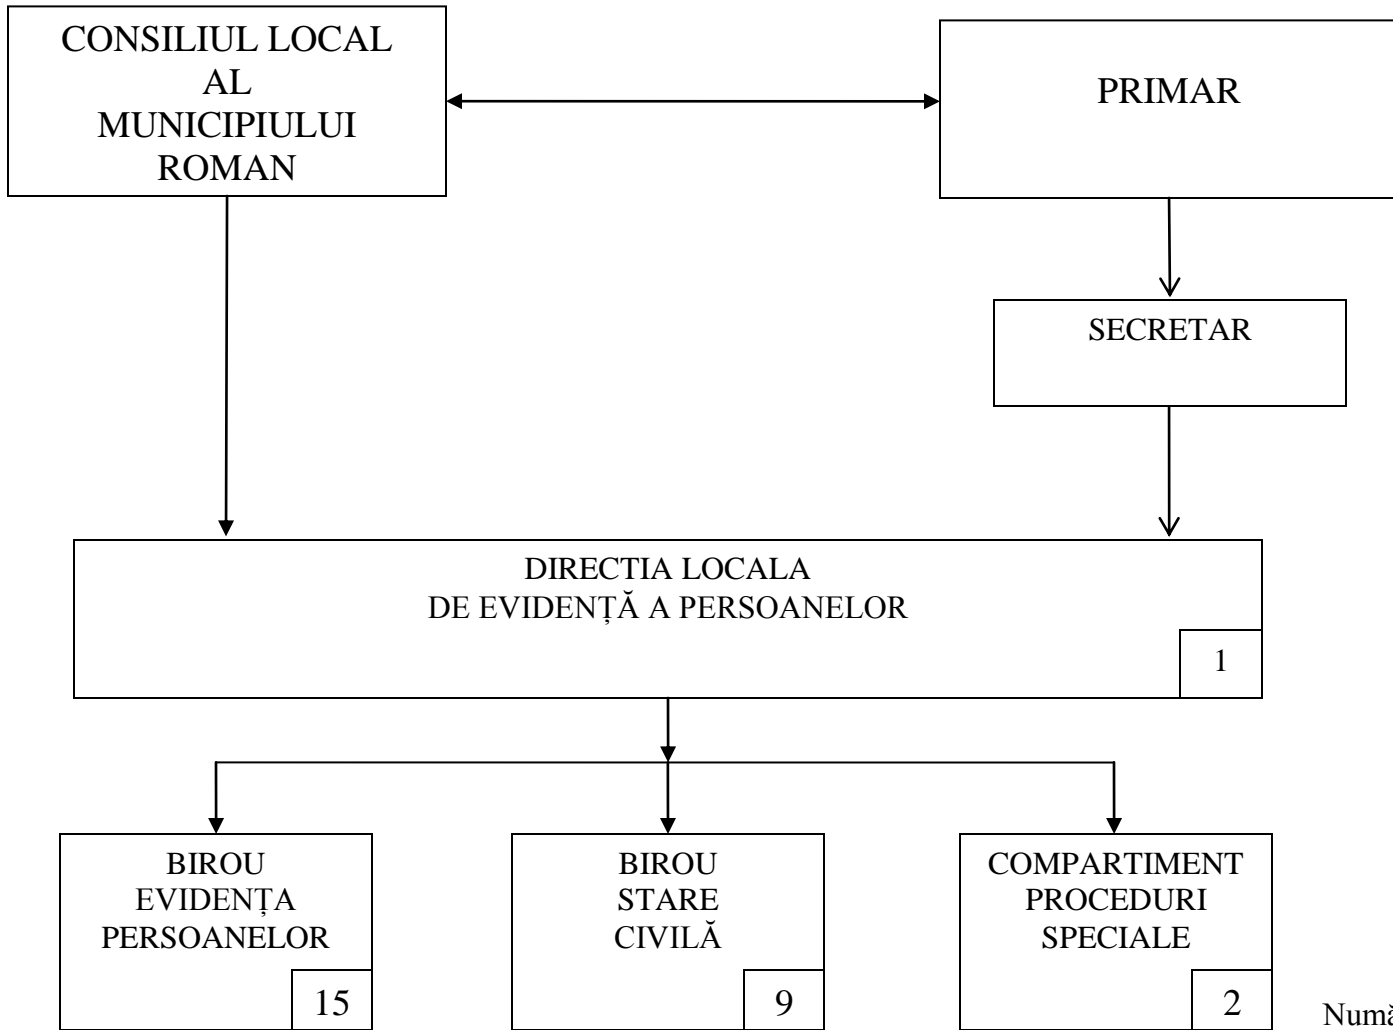 CONSILIUL LOCAL
AL
MUNICIPIULUI
ROMAN
PRIMAR
SECRETAR
DIRECTIA LOCALA
DE EVIDENȚĂ A PERSOANELOR
1
BIROU
EVIDENȚA
PERSOANELOR
15
BIROU
STARE
CIVILĂ
9
COMPARTIMENT
PROCEDURI
SPECIALE
2